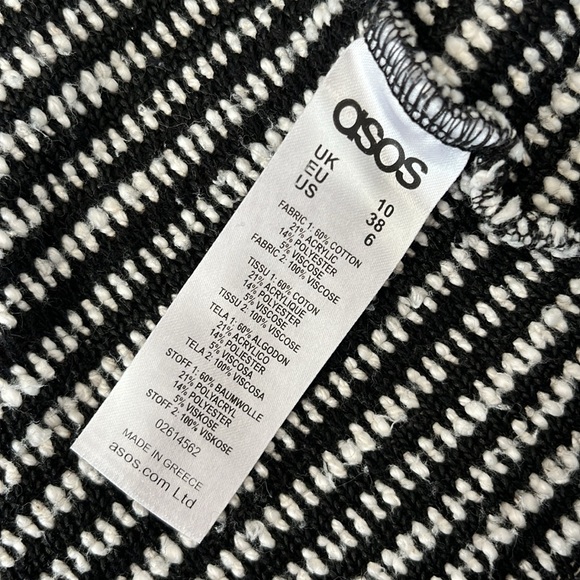 asos
UK 10
EU 38
US 6
FABRIC 1: 60% COTTON
21% ACRYLIC
14% POLYESTER
5% VISCOSE
FABRIC 2: 100% VISCOSE
TISSU 1: 60% COTON
21% ACRYLIQUE
14% POLYESTER
5% VISCOSE
TISSU 2: 100% VISCOSE
TELA 1: 60% ALGODON
21% ACRILICO
14% POLIESTER
5% VISCOSA
TELA 2: 100% VISCOSA
STOFF 1: 60% BAUMWOLLE
21% POLYACRYL
14% POLYESTER
5% VISKOSE
STOFF 2: 100% VISKOSE
02614562
MADE IN GREECE
asos.com Ltd